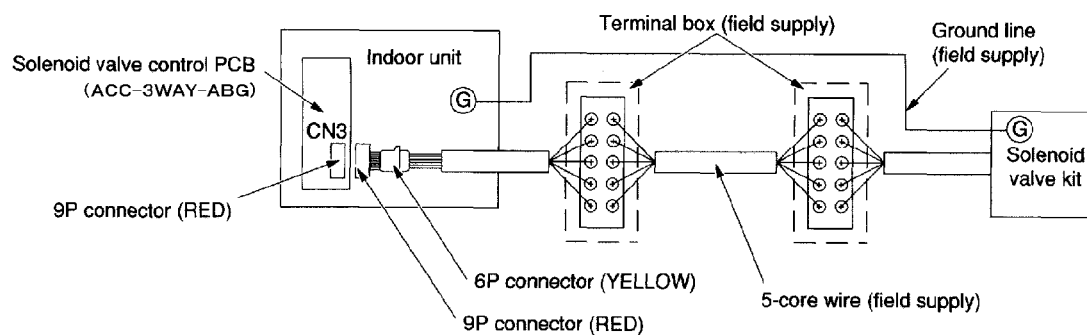 Terminal box (field supply)
Ground line
(field supply)
Indoor unit
Solenoid valve control PCB
(ACC-3WAY-ABG)
G
G
CN3
Solenoid
valve kit
9P connector (RED)
6P connector (YELLOW)
5-core wire (field supply)
9P connector (RED)